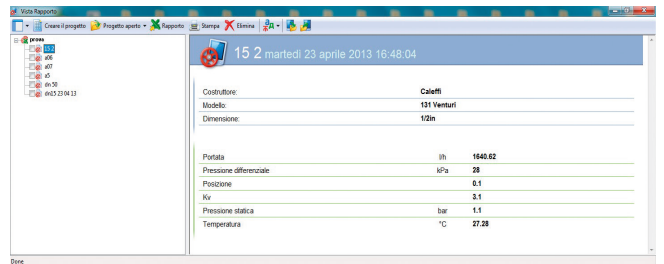 Vista Rapporto
Creare il progetto Progetto aperto Rapporto Stampa Elimina
prova
15 2
a06
a07
a5
dn 50
dn15 23 04 13
15 2 martedì 23 aprile 2013 16:48:04
Costruttore: Caleffi
Modello: 131 Venturi
Dimensione: 1/2in
Portata l/h 1640.62
Pressione differenziale kPa 28
Posizione 0.1
Kv 3.1
Pressione statica bar 1.1
Temperatura °C 27.28
Done